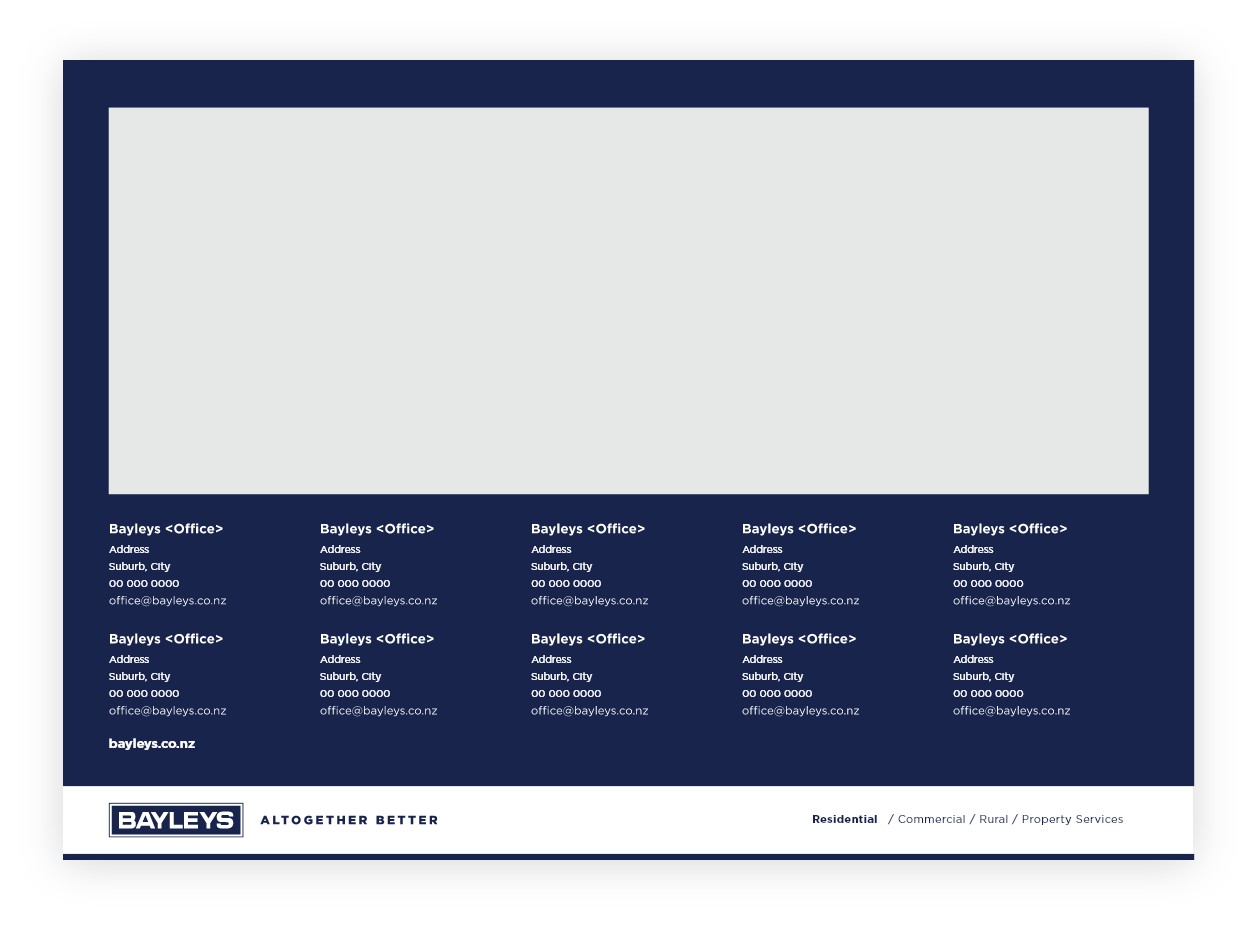 Bayleys <Office> Bayleys <Office> Bayleys <Office> Bayleys <Office> Bayleys <Office>
Address Address Address Address Address
Suburb, City Suburb, City Suburb, City Suburb, City Suburb, City
00 000 0000 00 000 0000 00 000 0000 00 000 0000 00 000 0000
office@bayleys.co.nz office@bayleys.co.nz office@bayleys.co.nz office@bayleys.co.nz office@bayleys.co.nz
Bayleys <Office> Bayleys <Office> Bayleys <Office> Bayleys <Office> Bayleys <Office>
Address Address Address Address Address
Suburb, City Suburb, City Suburb, City Suburb, City Suburb, City
00 000 0000 00 000 0000 00 000 0000 00 000 0000 00 000 0000
office@bayleys.co.nz office@bayleys.co.nz office@bayleys.co.nz office@bayleys.co.nz office@bayleys.co.nz
bayleys.co.nz
BAYLEYS ALTOGETHER BETTER Residential / Commercial / Rural / Property Services